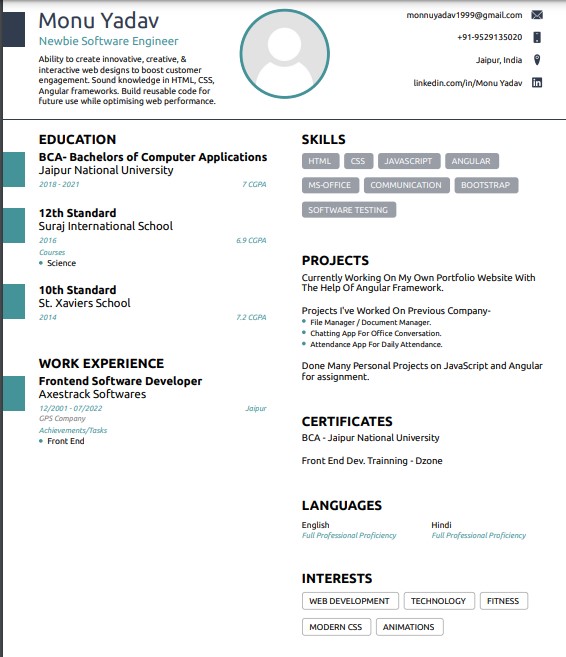 Monu Yadav
Newbie Software Engineer
Ability to create innovative, creative, &
interactive web designs to boost customer
engagement. Sound knowledge in HTML, CSS,
Angular frameworks. Build reusable code for
future use while optimising web performance.
monnuyadav1999@gmail.com
+91-9529135020
Jaipur, India
linkedin.com/in/Monu Yadav
EDUCATION
BCA- Bachelors of Computer Applications
Jaipur National University
2018 - 2021 7 CGPA
12th Standard
Suraj International School
2016 6.9 CGPA
Courses
Science
10th Standard
St. Xaviers School
2014 7.2 CGPA
WORK EXPERIENCE
Frontend Software Developer
Axestrack Softwares
12/2001 - 07/2022 Jaipur
GPS Company
Achievements/Tasks
Front End
SKILLS
HTML CSS JAVASCRIPT ANGULAR
MS-OFFICE COMMUNICATION BOOTSTRAP
SOFTWARE TESTING
PROJECTS
Currently Working On My Own Portfolio Website With
The Help Of Angular Framework.
Projects I've Worked On Previous Company-
File Manager / Document Manager.
Chatting App For Office Conversation.
Attendance App For Daily Attendance.
Done Many Personal Projects on JavaScript and Angular
for assignment.
CERTIFICATES
BCA - Jaipur National University
Front End Dev. Trainning - Dzone
LANGUAGES
English Hindi
Full Professional Proficiency Full Professional Proficiency
INTERESTS
WEB DEVELOPMENT TECHNOLOGY FITNESS
MODERN CSS ANIMATIONS